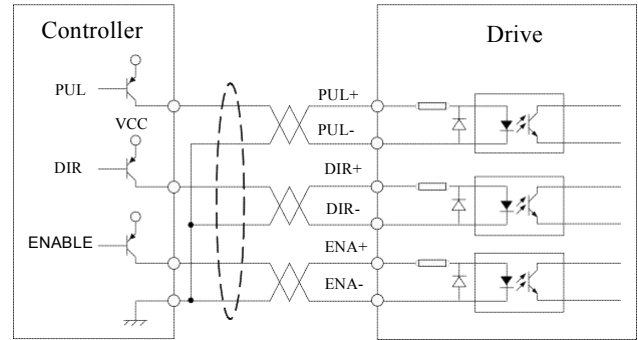 Controller
Drive
PUL
PUL+
VCC
PUL-
DIR
DIR+
DIR-
ENABLE
ENA+
ENA-